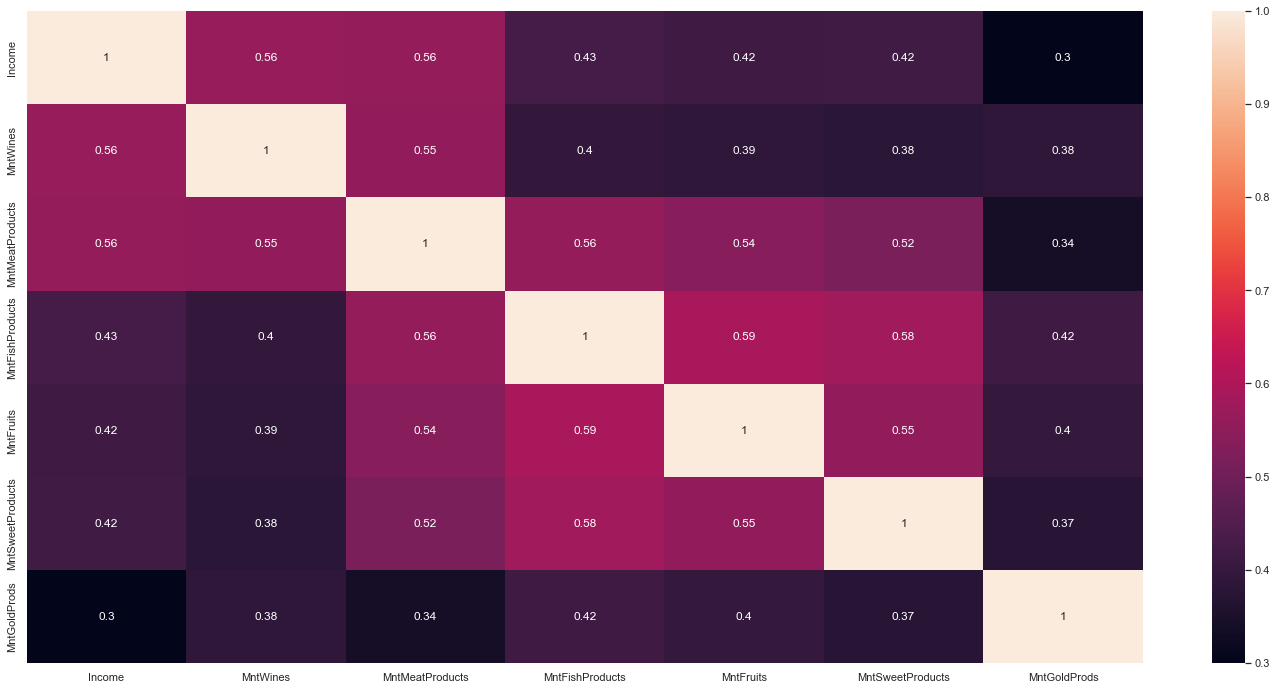 Income 1 0.56 0.56 0.43 0.42 0.42 0.3
MntWines 0.56 1 0.55 0.4 0.39 0.38 0.38
MntMeatProducts 0.56 0.55 1 0.56 0.54 0.52 0.34
MntFishProducts 0.43 0.4 0.56 1 0.59 0.58 0.42
MntFruits 0.42 0.39 0.54 0.59 1 0.55 0.4
MntSweetProducts 0.42 0.38 0.52 0.58 0.55 1 0.37
MntGoldProds 0.3 0.38 0.34 0.42 0.4 0.37 1
Income MntWines MntMeatProducts MntFishProducts MntFruits MntSweetProducts MntGoldProds
1.0
0.9
0.8
0.7
0.6
0.5
0.4
0.3